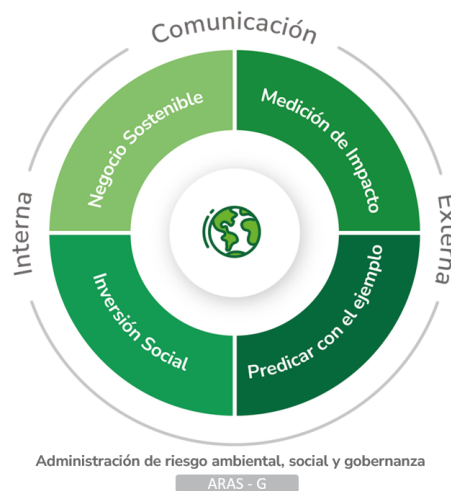 Comunicación
Negocio Sostenible
Medición de Impacto
Interna
Externa
Inversión Social
Predicar con el ejemplo
Administración de riesgo ambiental, social y gobernanza
ARAS - G